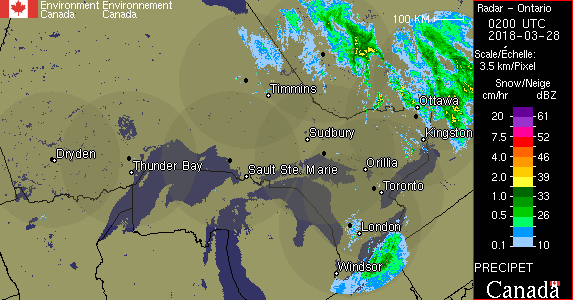 Environment Environnement
Canada Canada
100 KM
Timmins
Ottawa
Sudbury
Kingston
Dryden
Thunder Bay
Sault Ste. Marie
Orillia
Toronto
London
Windsor
Radar - Ontario
0200 UTC
2018-03-28
Scale/Échelle:
3.5 km/Pixel
Snow/Neige
cm/hr dBZ
20 61
7.5 52
4.0 46
2.0 39
1.0 33
0.5 26
0.1 10
PRECIPET
Canada